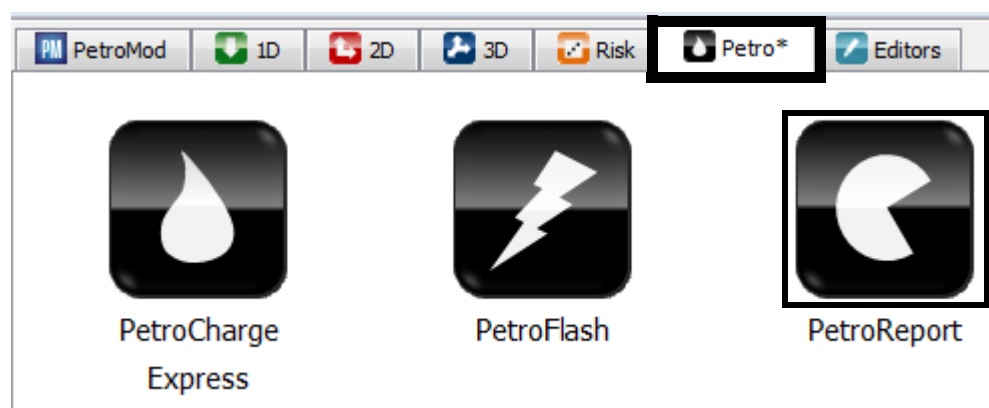 PM PetroMod 1D 2D 3D Risk Petro* Editors
PetroCharge Express
PetroFlash
PetroReport